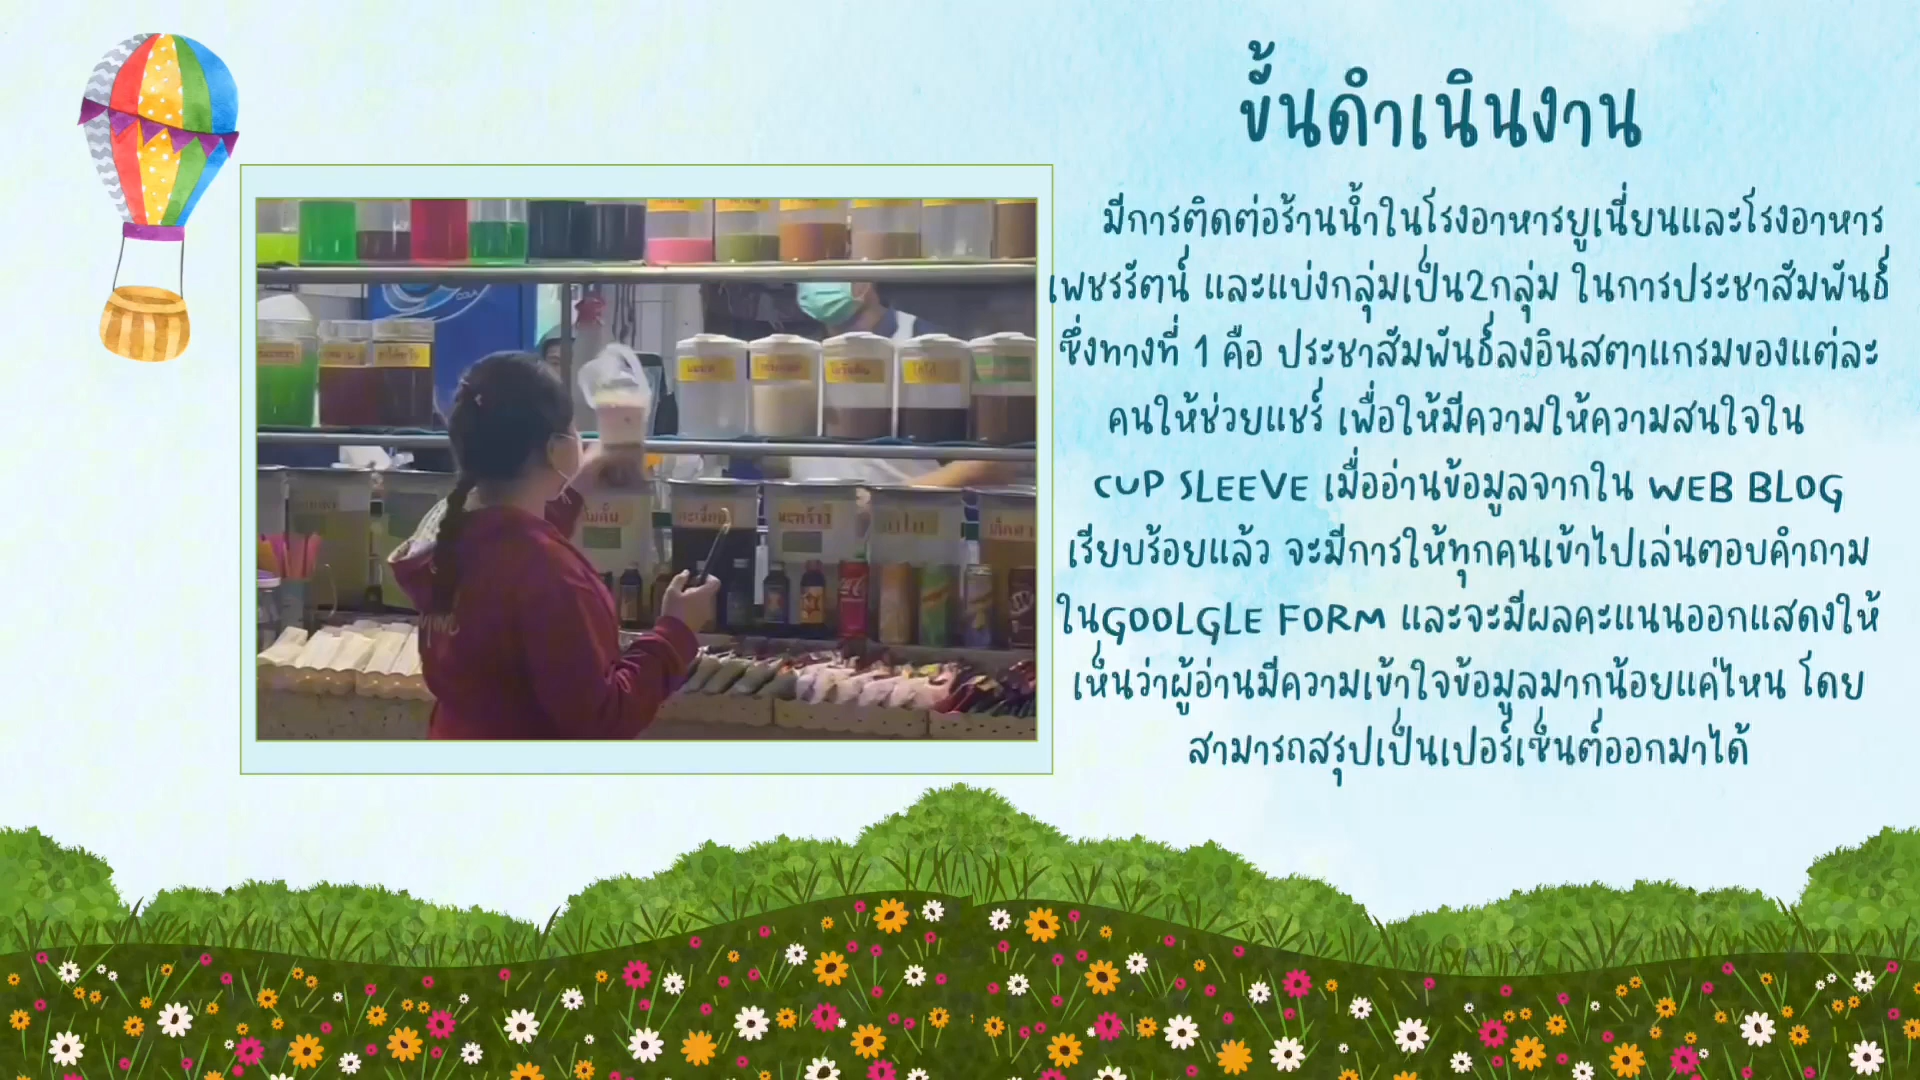 ขั้นดำเนินงาน
มีการติดต่อร้านน้ำในโรงอาหารยูเนี่ยนและโรงอาหาร
เพชรรัตน์ และแบ่งกลุ่มเป็น2กลุ่ม ในการประชาสัมพันธ์
ซึ่งทางที่ 1 คือ ประชาสัมพันธ์ลงอินสตาแกรมของแต่ละ
คนให้ช่วยแชร์ เพื่อให้มีความให้ความสนใจใน
CUP SLEEVE เมื่ออ่านข้อมูลจากใน WEB BLOG
เรียบร้อยแล้ว จะมีการให้ทุกคนเข้าไปเล่นตอบคำถาม
ในGOOLGLE FORM และจะมีผลคะแนนออกแสดงให้
เห็นว่าผู้อ่านมีความเข้าใจข้อมูลมากน้อยแค่ไหน โดย
สามารถสรุปเป็นเปอร์เซ็นต์ออกมาได้
มะพร้าว